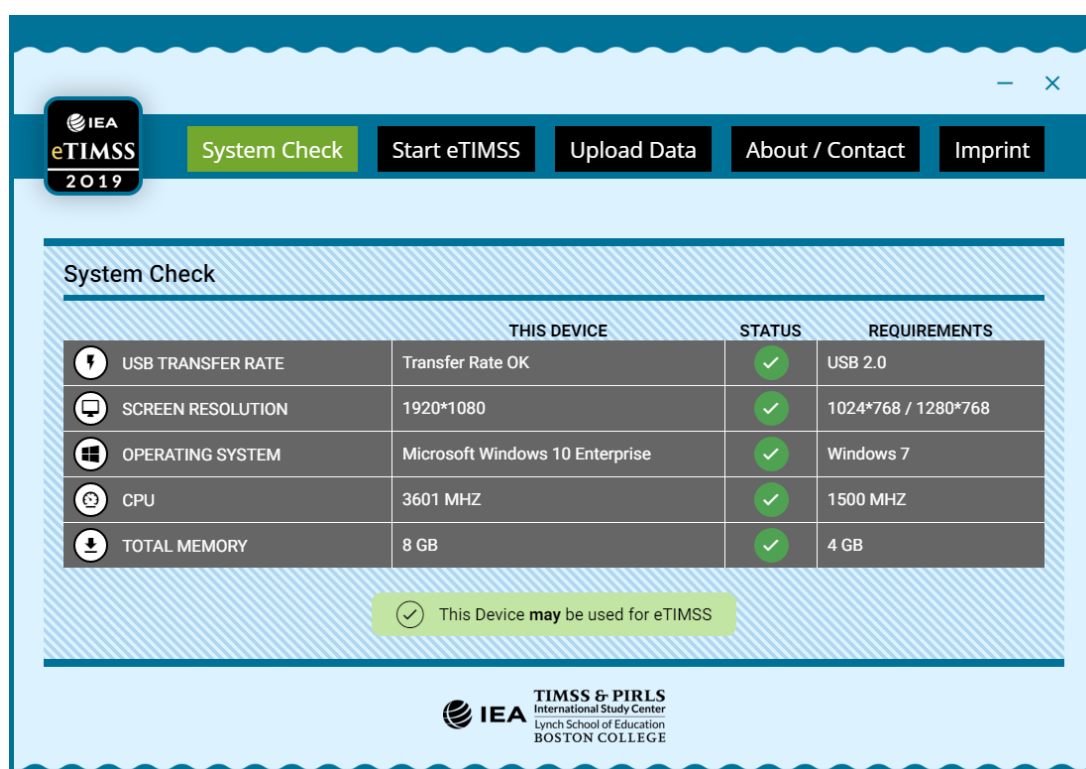 IEA
eTIMSS
2019
System Check
Start eTIMSS
Upload Data
About / Contact
Imprint
System Check
THIS DEVICE STATUS REQUIREMENTS
USB TRANSFER RATE Transfer Rate OK USB 2.0
SCREEN RESOLUTION 1920*1080 1024*768 / 1280*768
OPERATING SYSTEM Microsoft Windows 10 Enterprise Windows 7
CPU 3601 MHZ 1500 MHZ
TOTAL MEMORY 8 GB 4 GB
This Device may be used for eTIMSS
IEA
TIMSS & PIRLS
International Study Center
Lynch School of Education
BOSTON COLLEGE